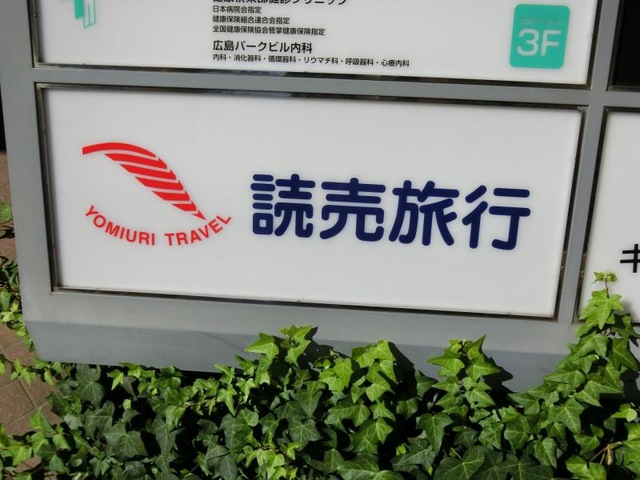 日本病院会指定
健康保険組合連合会指定
全国健康保険協会管掌健康保険指定
広島パークビル内科
内科・消化器科・循環器科・リウマチ科・呼吸器科・心療内科
3F
YOMIURI TRAVEL
読売旅行
キ